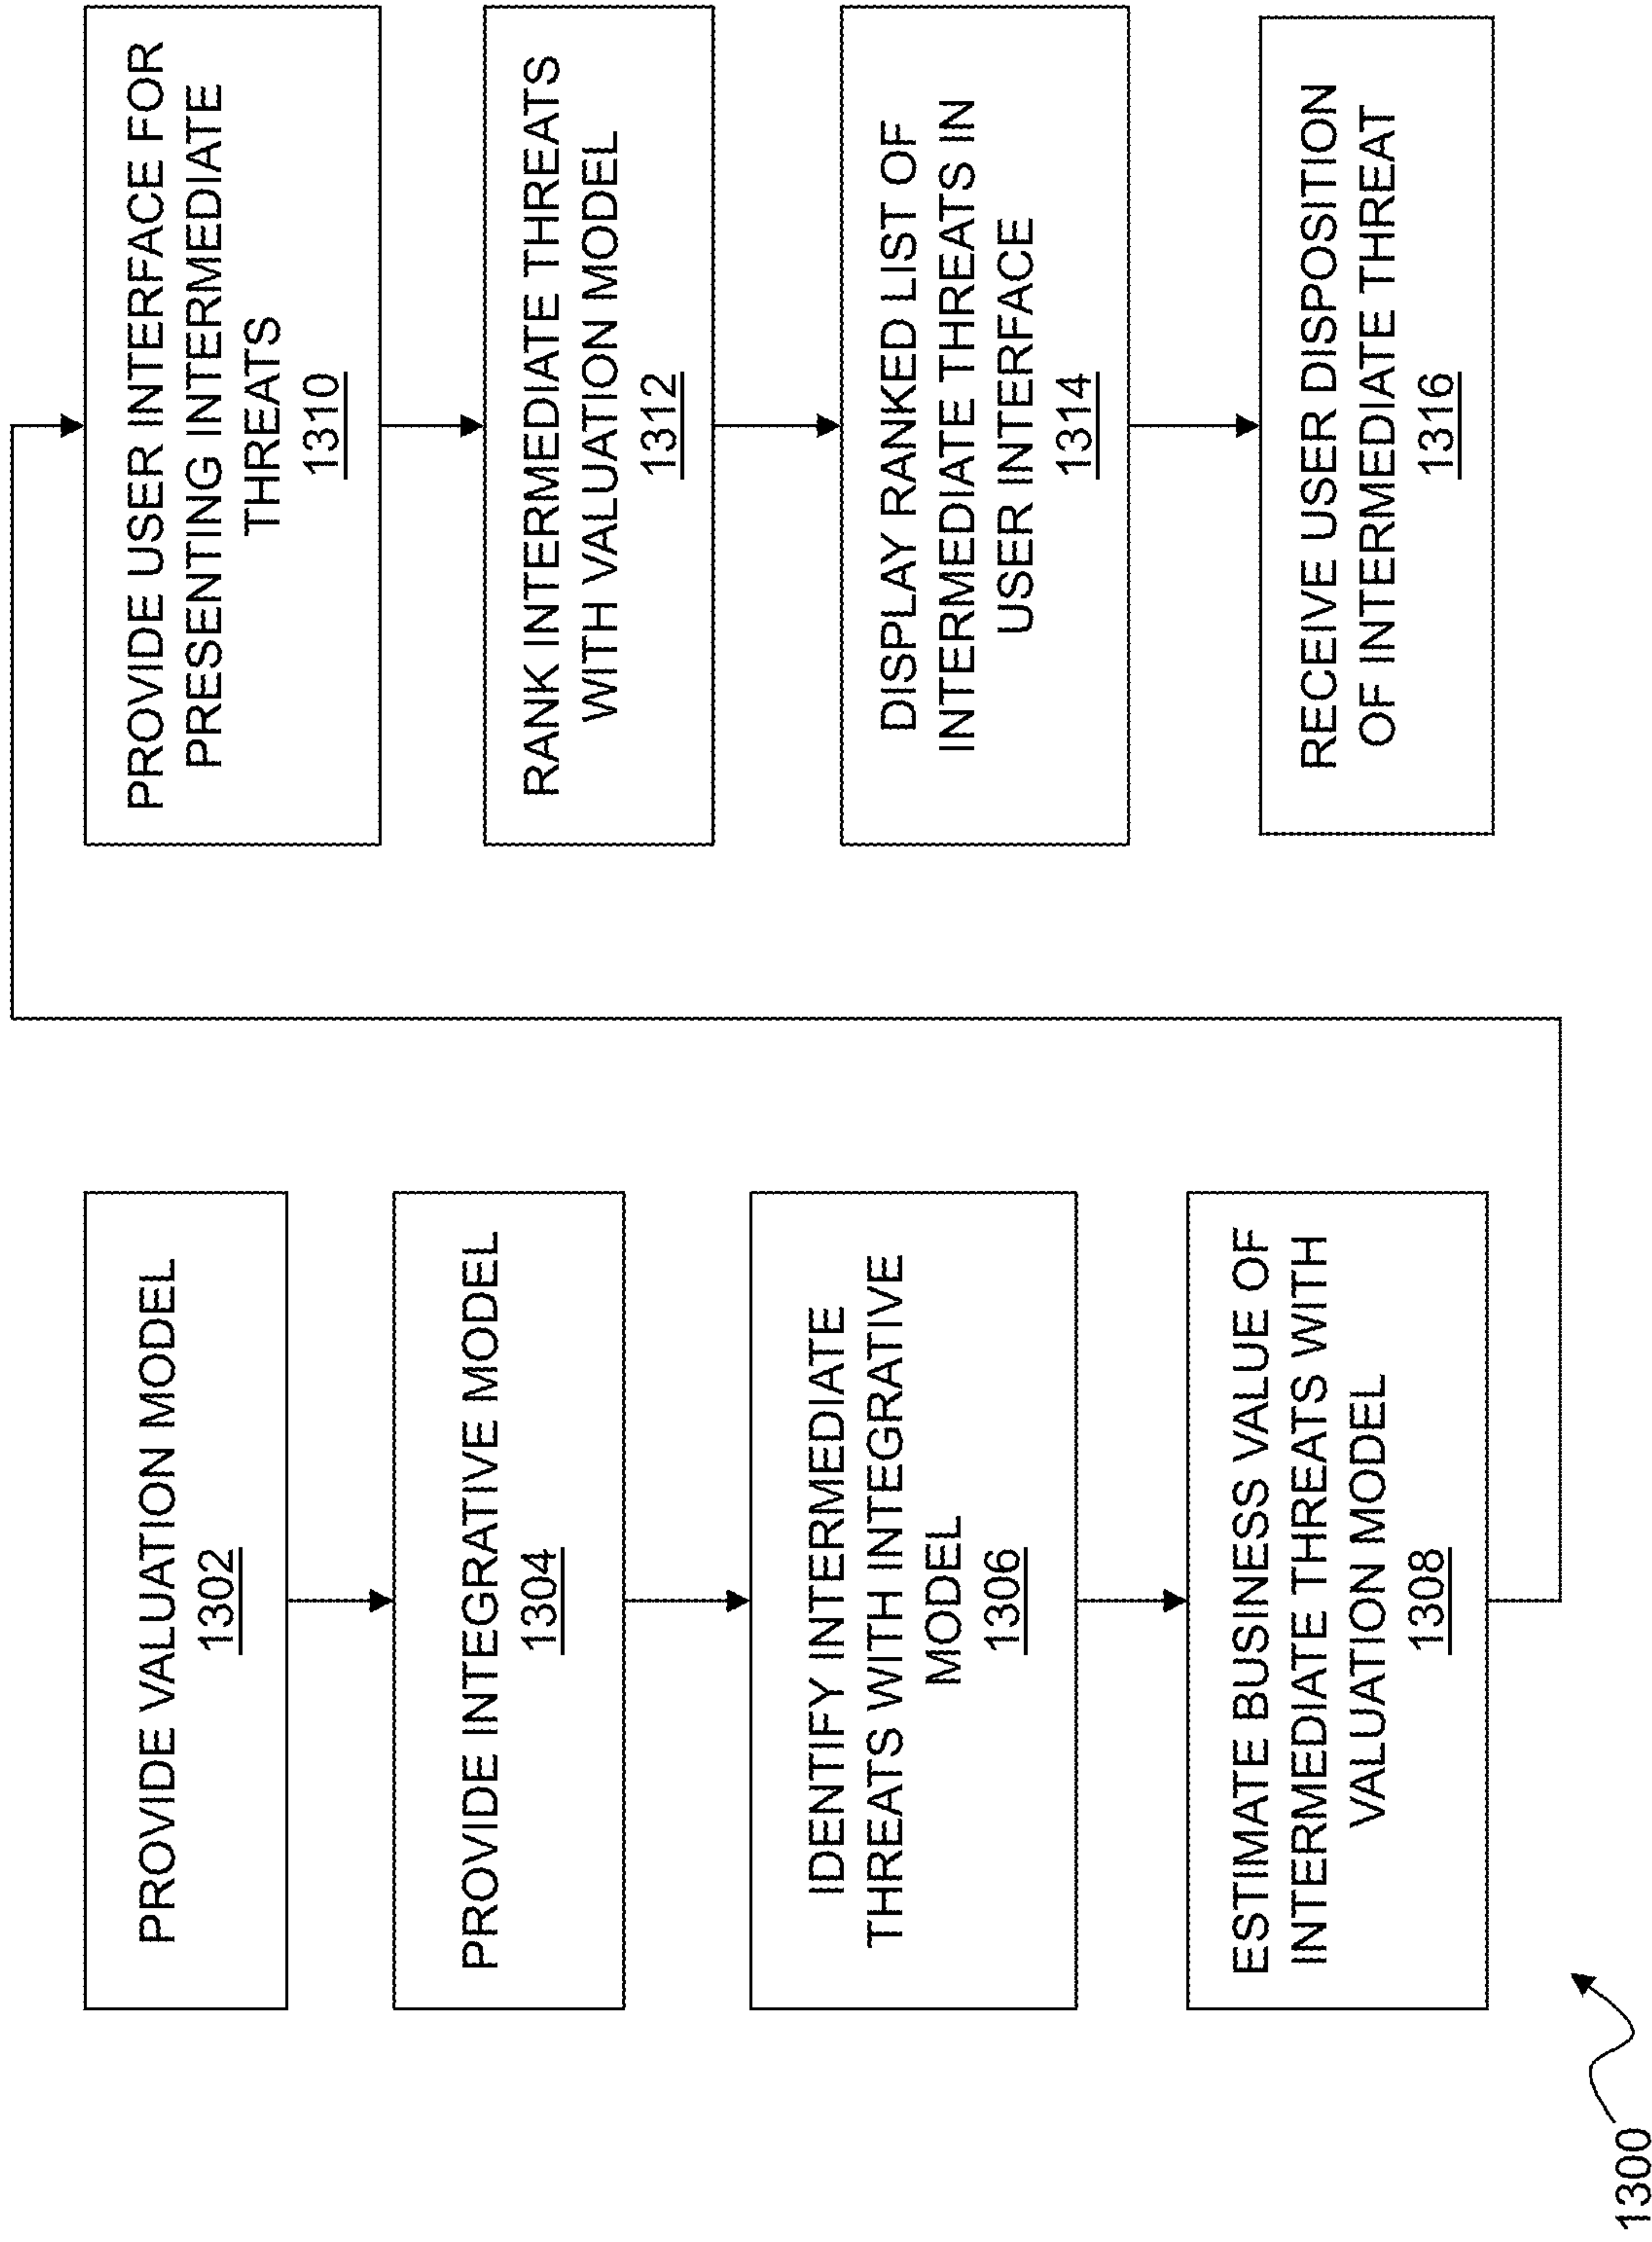 PROVIDE VALUATION MODEL
1302
PROVIDE INTEGRATIVE MODEL
1304
IDENTIFY INTERMEDIATE
THREATS WITH INTEGRATIVE
MODEL
1306
ESTIMATE BUSINESS VALUE OF
INTERMEDIATE THREATS WITH
VALUATION MODEL
1308
PROVIDE USER INTERFACE FOR
PRESENTING INTERMEDIATE
THREATS
1310
RANK INTERMEDIATE THREATS
WITH VALUATION MODEL
1312
DISPLAY RANKED LIST OF
INTERMEDIATE THREATS IN
USER INTERFACE
1314
RECEIVE USER DISPOSITION
OF INTERMEDIATE THREAT
1316
1300